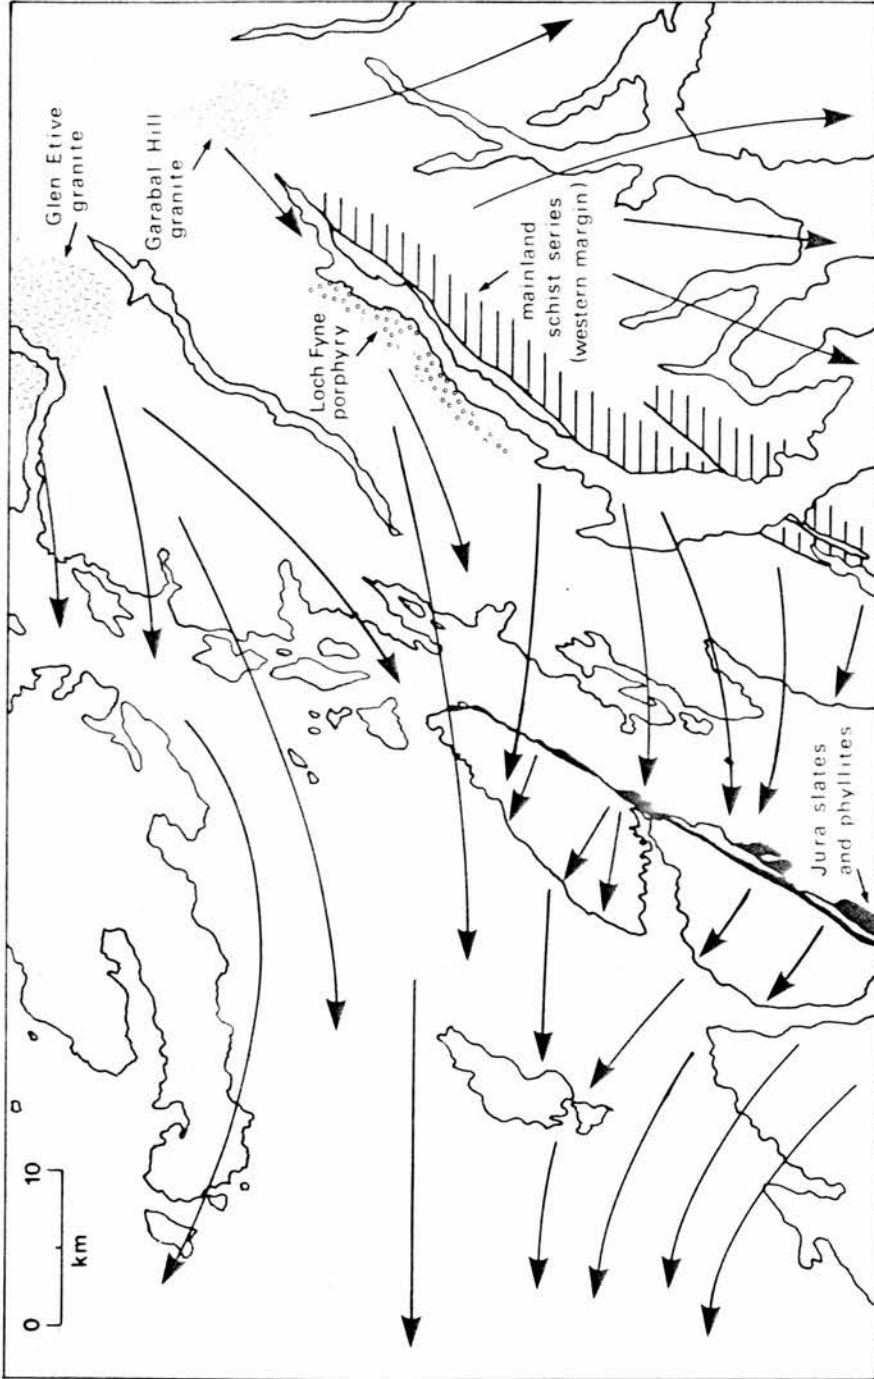 Glen Etive
granite
Garabal Hill
granite
Loch Fyne
porphyry
mainland
schist series
(western margin)
Jura slates
and phyllites
0
10
km